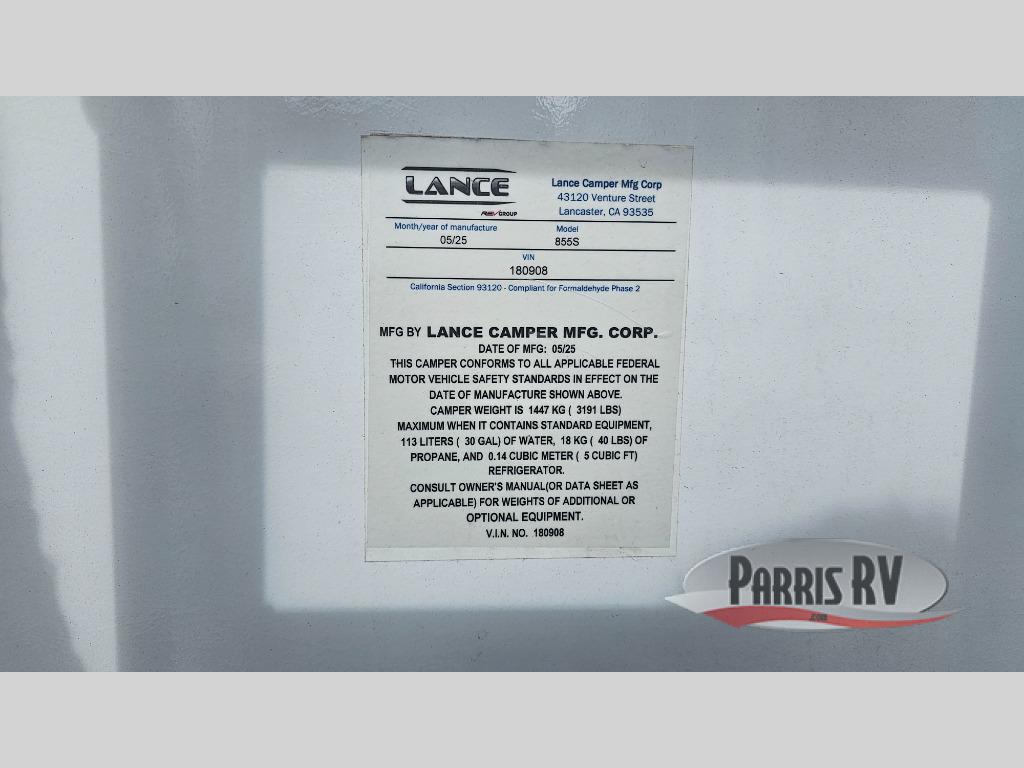 LANCE
REV GROUP
Lance Camper Mfg Corp
43120 Venture Street
Lancaster, CA 93535
Month/year of manufacture
05/25
Model
855S
VIN
180908
California Section 93120 - Compliant for Formaldehyde Phase 2
MFG BY LANCE CAMPER MFG. CORP.
DATE OF MFG: 05/25
THIS CAMPER CONFORMS TO ALL APPLICABLE FEDERAL
MOTOR VEHICLE SAFETY STANDARDS IN EFFECT ON THE
DATE OF MANUFACTURE SHOWN ABOVE.
CAMPER WEIGHT IS 1447 KG ( 3191 LBS)
MAXIMUM WHEN IT CONTAINS STANDARD EQUIPMENT,
113 LITERS ( 30 GAL) OF WATER, 18 KG ( 40 LBS) OF
PROPANE, AND 0.14 CUBIC METER ( 5 CUBIC FT)
REFRIGERATOR.
CONSULT OWNER'S MANUAL(OR DATA SHEET AS
APPLICABLE) FOR WEIGHTS OF ADDITIONAL OR
OPTIONAL EQUIPMENT.
V.I.N. NO. 180908
PARRIS RV
.com